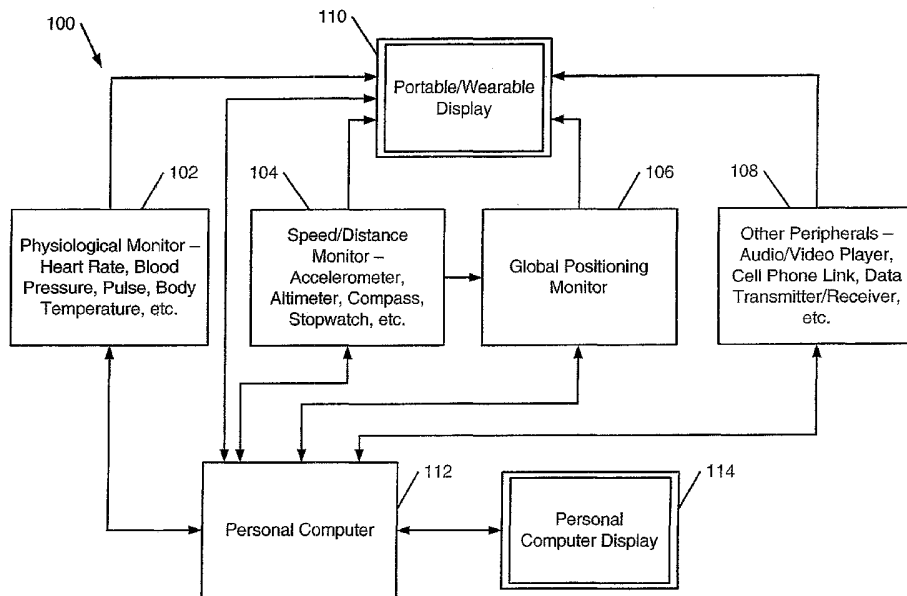 100
110
Portable/Wearable
Display
102
Physiological Monitor –
Heart Rate, Blood
Pressure, Pulse, Body
Temperature, etc.
104
Speed/Distance
Monitor –
Accelerometer,
Altimeter, Compass,
Stopwatch, etc.
106
Global Positioning
Monitor
108
Other Peripherals –
Audio/Video Player,
Cell Phone Link, Data
Transmitter/Receiver,
etc.
112
Personal Computer
114
Personal
Computer Display